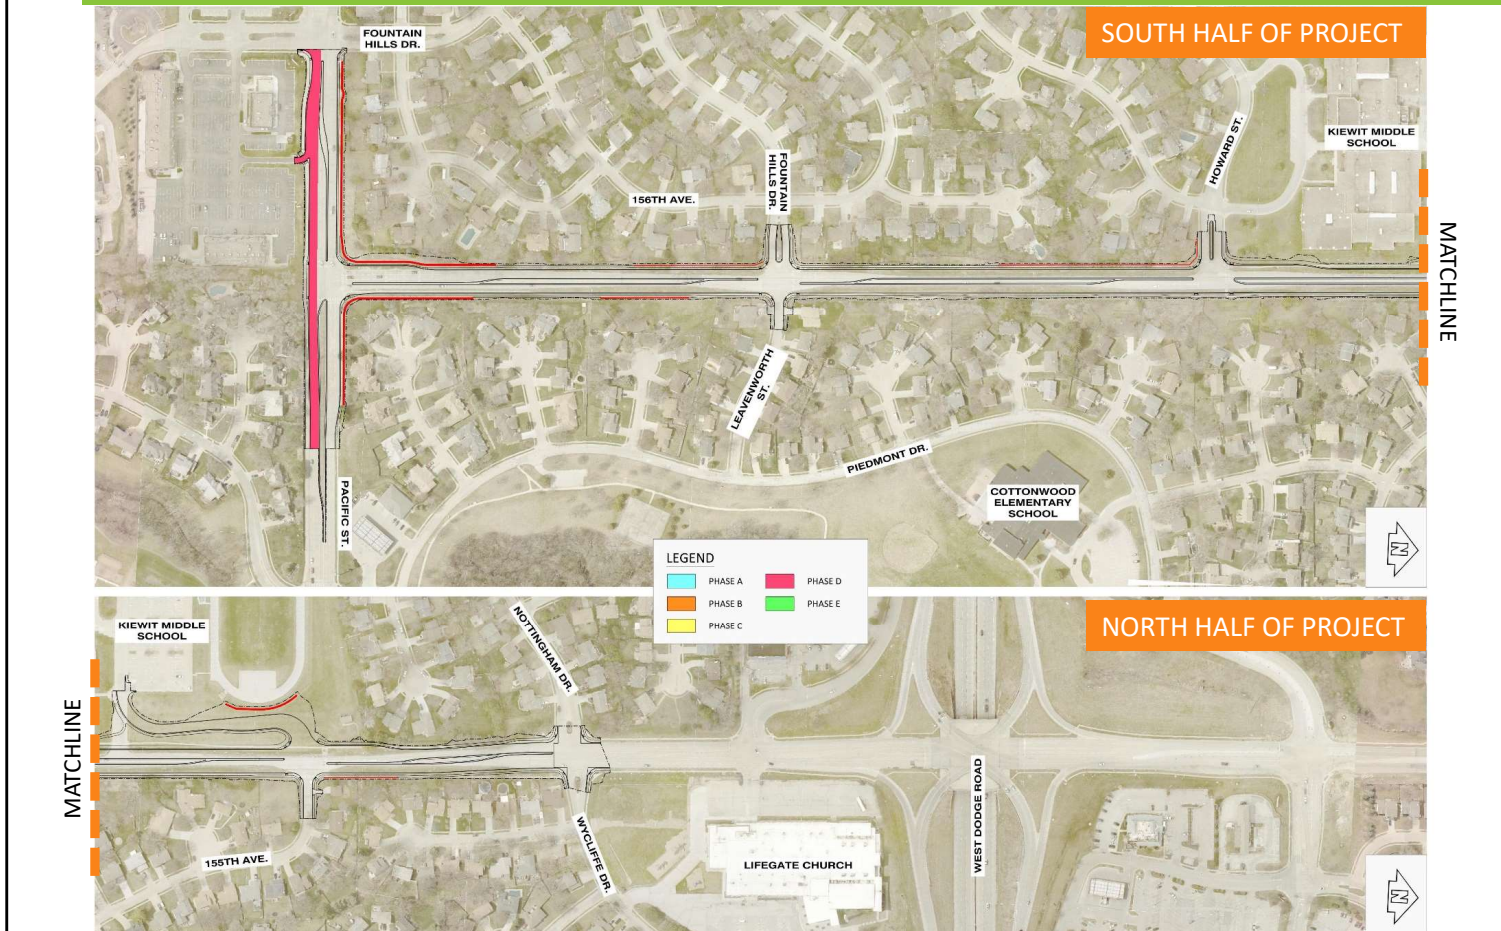 SOUTH HALF OF PROJECT
FOUNTAIN
HILLS DR.
KIEWIT MIDDLE
SCHOOL
HOWARD ST.
FOUNTAIN
HILLS DR.
156TH AVE.
MATCHLINE
LEAVENWORTH
ST.
PIEDMONT DR.
COTTONWOOD
ELEMENTARY
SCHOOL
PACIFIC ST.
N
LEGEND
PHASE A
PHASE D
PHASE B
PHASE E
PHASE C
NORTH HALF OF PROJECT
KIEWIT MIDDLE
SCHOOL
NOTTINGHAM DR.
MATCHLINE
WEST DODGE ROAD
155TH AVE.
WYCLIFFE DR.
LIFEGATE CHURCH
N